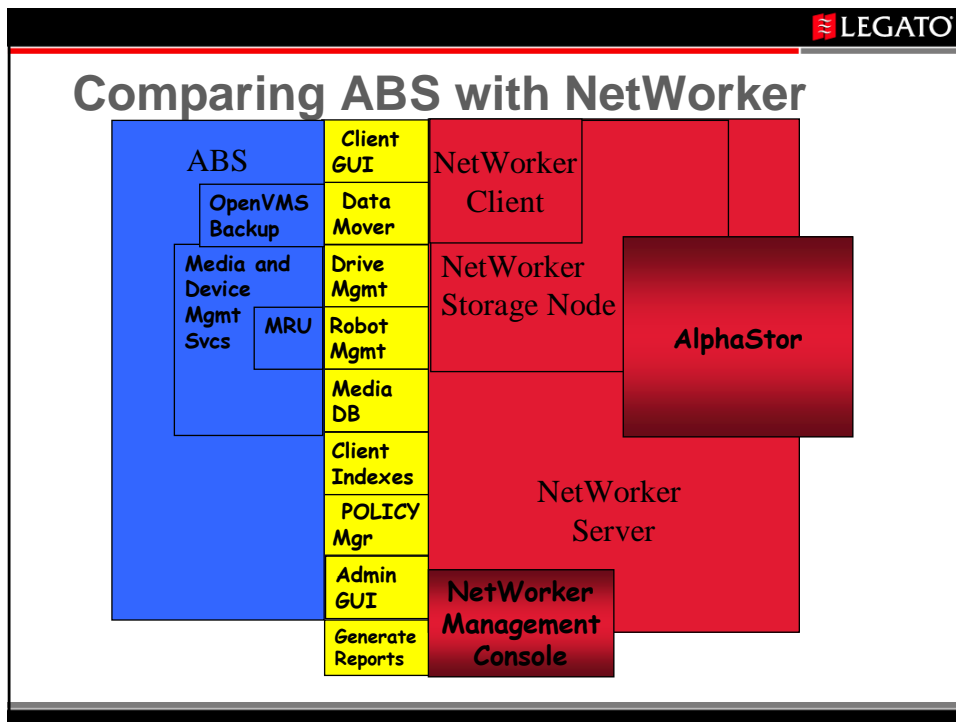 LEGATO
Comparing ABS with NetWorker
ABS
OpenVMS
Backup
Media and
Device
Mgmt
Svcs
MRU
Client
GUI
Data
Mover
Drive
Mgmt
Robot
Mgmt
Media
DB
Client
Indexes
POLICY
Mgr
Admin
GUI
Generate
Reports
NetWorker
Client
NetWorker
Storage Node
AlphaStor
NetWorker
Server
NetWorker
Management
Console